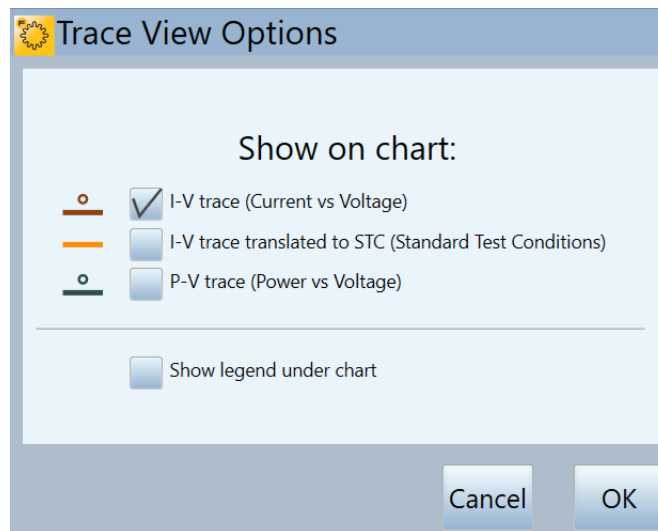 Trace View Options
Show on chart:
I-V trace (Current vs Voltage)
I-V trace translated to STC (Standard Test Conditions)
P-V trace (Power vs Voltage)
Show legend under chart
Cancel
OK